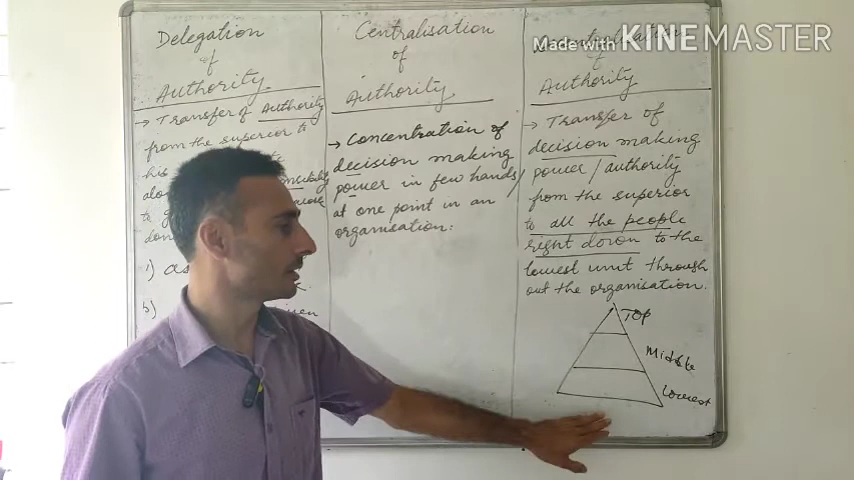 Delegation
of
Authority
→ Transfer of Authority
from the superior to
his
to
1) as
b)
Centralisation
of
Authority
→ Concentration of
decision making
power in few hands/
at one point in an
organisation.
of
Authority
→ Transfer of
decision making
power/authority
from the superior
to all the people
right down to the
lowest unit through
out the organisation.
Top
Middle
Lowest
Made with KINEMASTER